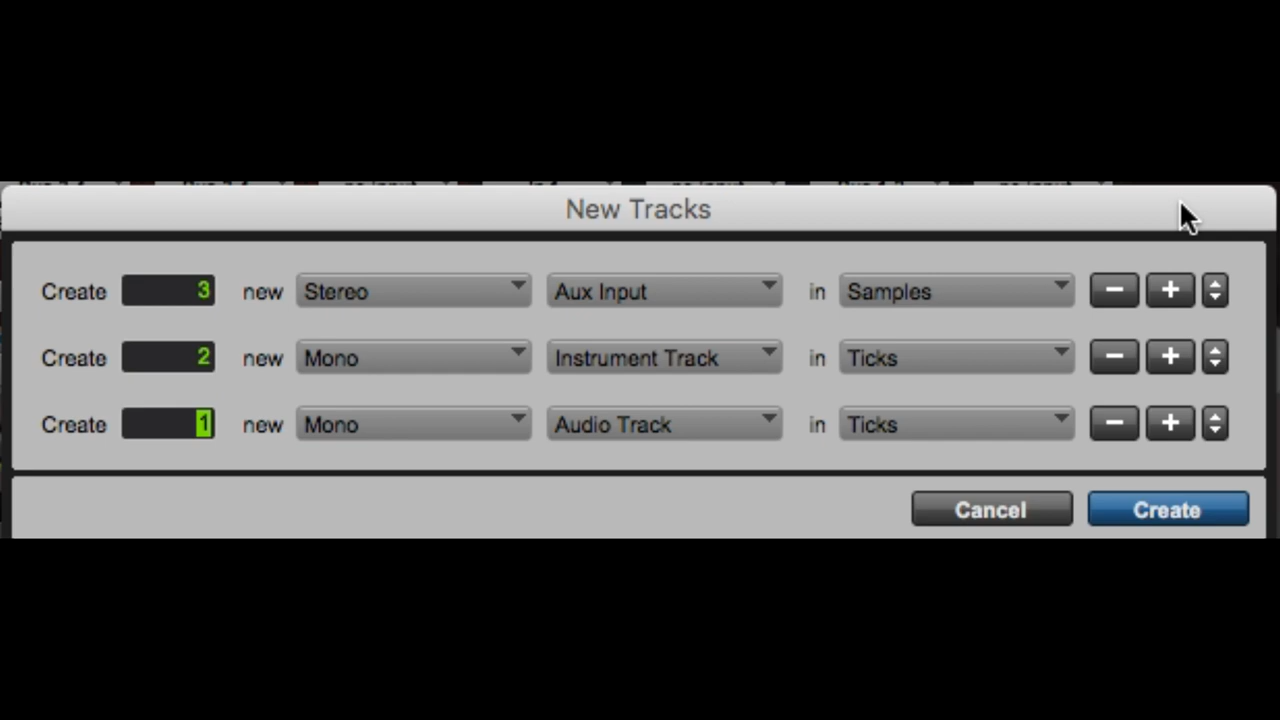 New Tracks
Create 3 new Stereo Aux Input in Samples
Create 2 new Mono Instrument Track in Ticks
Create 1 new Mono Audio Track in Ticks
Cancel Create